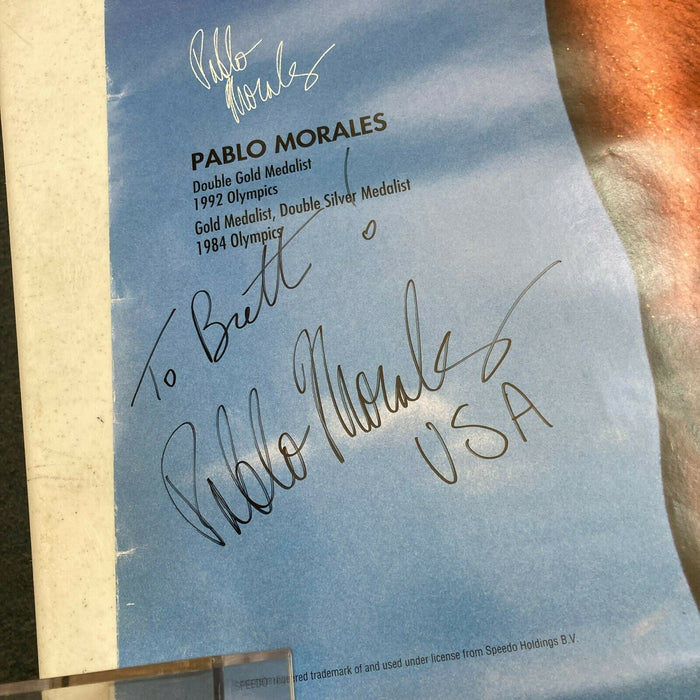 Pablo
Morales
PABLO MORALES
Double Gold Medalist
1992 Olympics
Gold Medalist, Double Silver Medalist
1984 Olympics
To Brett!
Pablo Morales
USA
SPEEDO® trademark of and used under license from Speedo Holdings B.V.